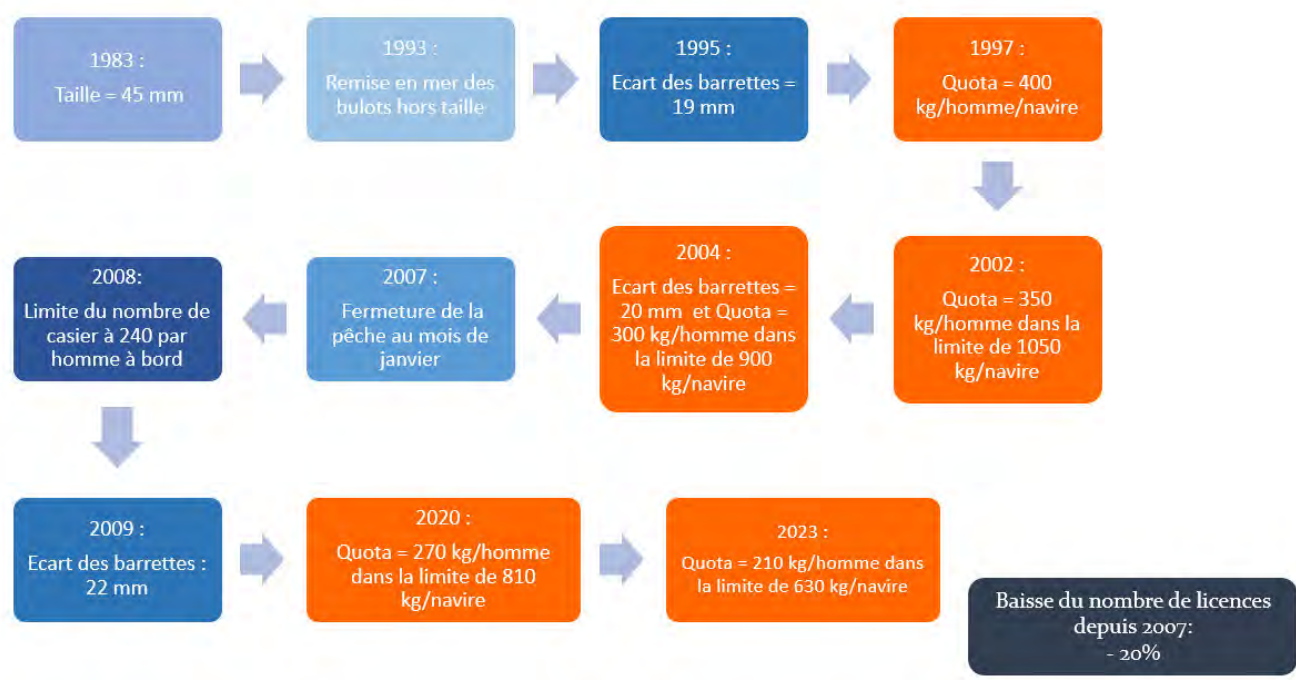 1983 :
Taille = 45 mm
1993 :
Remise en mer des
bulots hors taille
1995 :
Ecart des barrettes =
19 mm
1997 :
Quota = 400
kg/homme/navire
2002 :
Quota = 350
kg/homme dans la
limite de 1050
kg/navire
2004 :
Ecart des barrettes =
20 mm et Quota =
300 kg/homme dans
la limite de 900
kg/navire
2007 :
Fermeture de la
pêche au mois de
janvier
2008:
Limite du nombre de
casier à 240 par
homme à bord
2009 :
Ecart des barrettes :
22 mm
2020 :
Quota = 270 kg/homme
dans la limite de 810
kg/navire
2023 :
Quota = 210 kg/homme dans
la limite de 630 kg/navire
Baisse du nombre de licences
depuis 2007:
- 20%